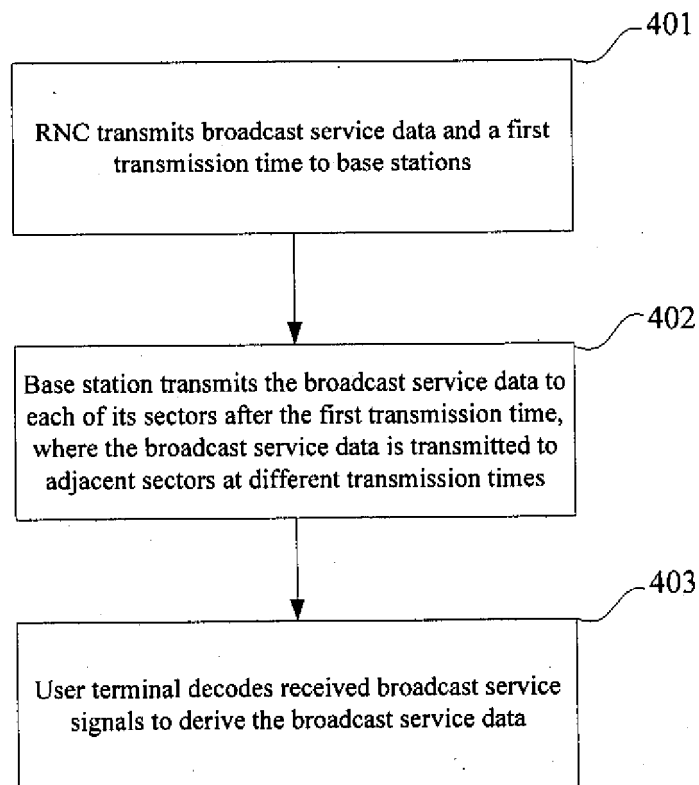 401
RNC transmits broadcast service data and a first
transmission time to base stations
402
Base station transmits the broadcast service data to
each of its sectors after the first transmission time,
where the broadcast service data is transmitted to
adjacent sectors at different transmission times
403
User terminal decodes received broadcast service
signals to derive the broadcast service data